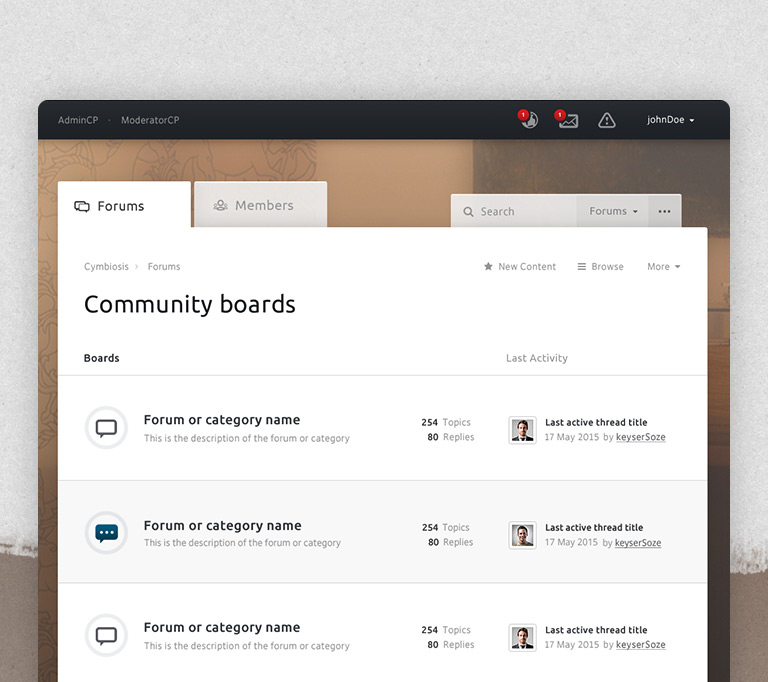 AdminCP · ModeratorCP
1
1
johnDoe
Forums
Members
Search
Forums
Cymbiosis › Forums
New Content
Browse
More
Community boards
Boards
Last Activity
Forum or category name
This is the description of the forum or category
254 Topics
80 Replies
Last active thread title
17 May 2015 by keyserSoze
Forum or category name
This is the description of the forum or category
254 Topics
80 Replies
Last active thread title
17 May 2015 by keyserSoze
Forum or category name
This is the description of the forum or category
254 Topics
80 Replies
Last active thread title
17 May 2015 by keyserSoze